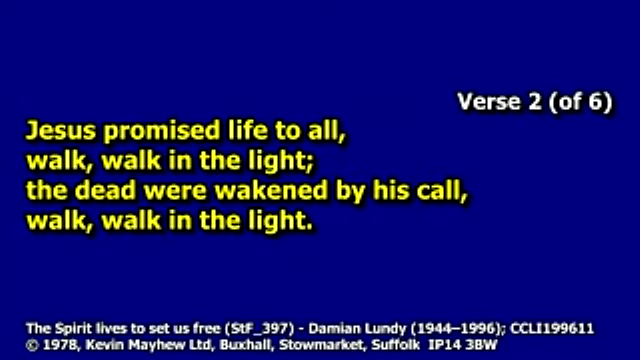 Verse 2 (of 6)
Jesus promised life to all,
walk, walk in the light;
the dead were wakened by his call,
walk, walk in the light.
The Spirit lives to set us free (StF_397) - Damian Lundy (1944–1996); CCLI199611
© 1978, Kevin Mayhew Ltd, Buxhall, Stowmarket, Suffolk  IP14 3BW